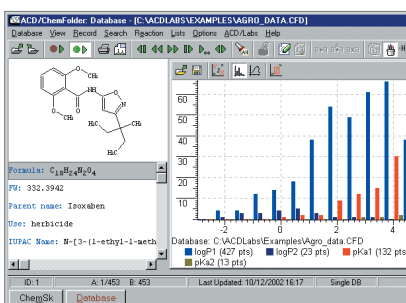 ACD/ChemFolder: Database - [C:\ACDLABS\EXAMPLES\AGRO_DATA.CFD]
Database View Record Search Reaction Lists Options ACD/Labs Help
O CH₃
O NH
O
N
O CH₃
H₃C CH₃
H₃C
Formula: C₁₈H₂₄N₂O₄
FW: 332.3942
Parent name: Isoxaben
Use: herbicide
IUPAC Name: N-[3-(1-ethyl-1-meth
60
50
40
30
20
10
-2 0 2 4
Database: C:\ACDLabs\Examples\Agro_data.CFD
logP1 (427 pts) logP2 (23 pts) pKa1 (132 pts
pKa2 (13 pts)
ID: 1 A: 1/453 B: 453 Last Updated: 10/12/2002 16:17 Single DB
ChemSk Database